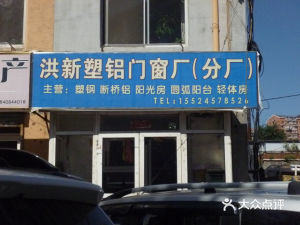 洪新塑铝门窗厂(分厂)
主营：塑钢 断桥铝 阳光房 圆弧阳台 轻体房
TEL:15524578526
产
大众点评